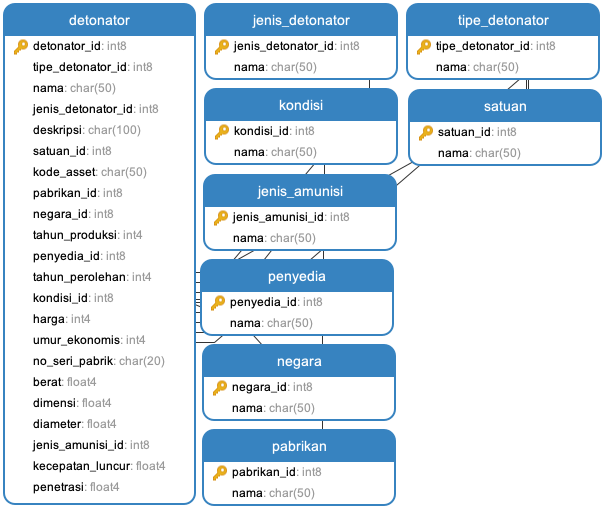 detonator
detonator_id: int8
tipe_detonator_id: int8
nama: char(50)
jenis_detonator_id: int8
deskripsi: char(100)
satuan_id: int8
kode_asset: char(50)
pabrikan_id: int8
negara_id: int8
tahun_produksi: int4
penyedia_id: int8
tahun_perolehan: int4
kondisi_id: int8
harga: int4
umur_ekonomis: int4
no_seri_pabrik: char(20)
berat: float4
dimensi: float4
diameter: float4
jenis_amunisi_id: int8
kecepatan_luncur: float4
penetrasi: float4
jenis_detonator
jenis_detonator_id: int8
nama: char(50)
tipe_detonator
tipe_detonator_id: int8
nama: char(50)
kondisi
kondisi_id: int8
nama: char(50)
satuan
satuan_id: int8
nama: char(50)
jenis_amunisi
jenis_amunisi_id: int8
nama: char(50)
penyedia
penyedia_id: int8
nama: char(50)
negara
negara_id: int8
nama: char(50)
pabrikan
pabrikan_id: int8
nama: char(50)